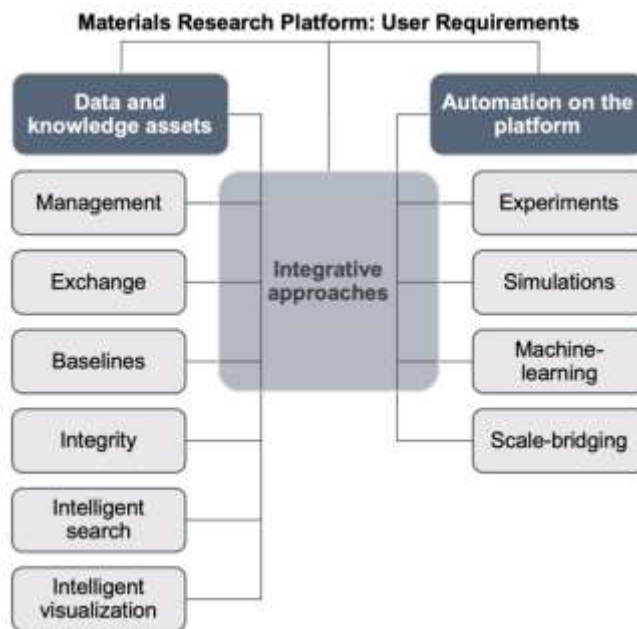 Materials Research Platform: User Requirements
Data and
knowledge assets
Management
Exchange
Baselines
Integrity
Intelligent
search
Intelligent
visualization
Integrative
approaches
Automation on the
platform
Experiments
Simulations
Machine-
learning
Scale-bridging